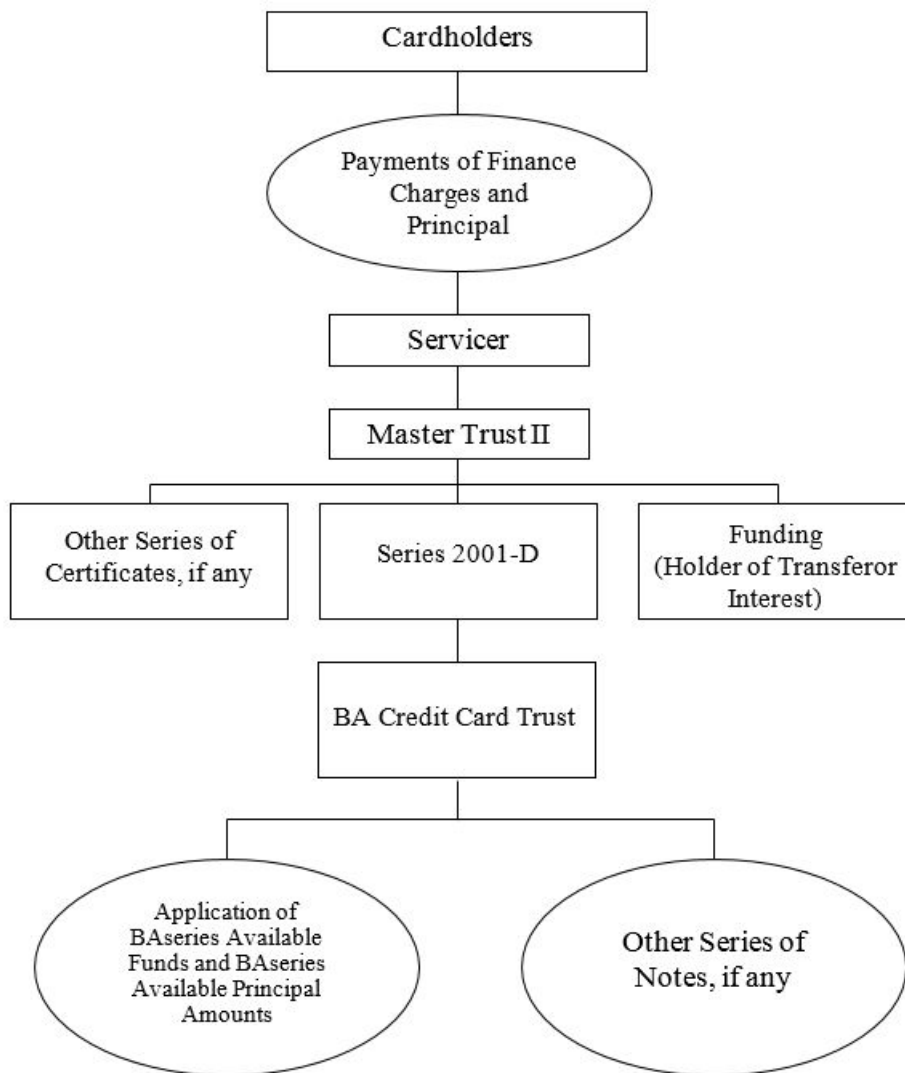 Cardholders
Payments of Finance
Charges and
Principal
Servicer
Master Trust II
Other Series of
Certificates, if any
Series 2001-D
Funding
(Holder of Transferor
Interest)
BA Credit Card Trust
Application of
BAseries Available
Funds and BAseries
Available Principal
Amounts
Other Series of
Notes, if any